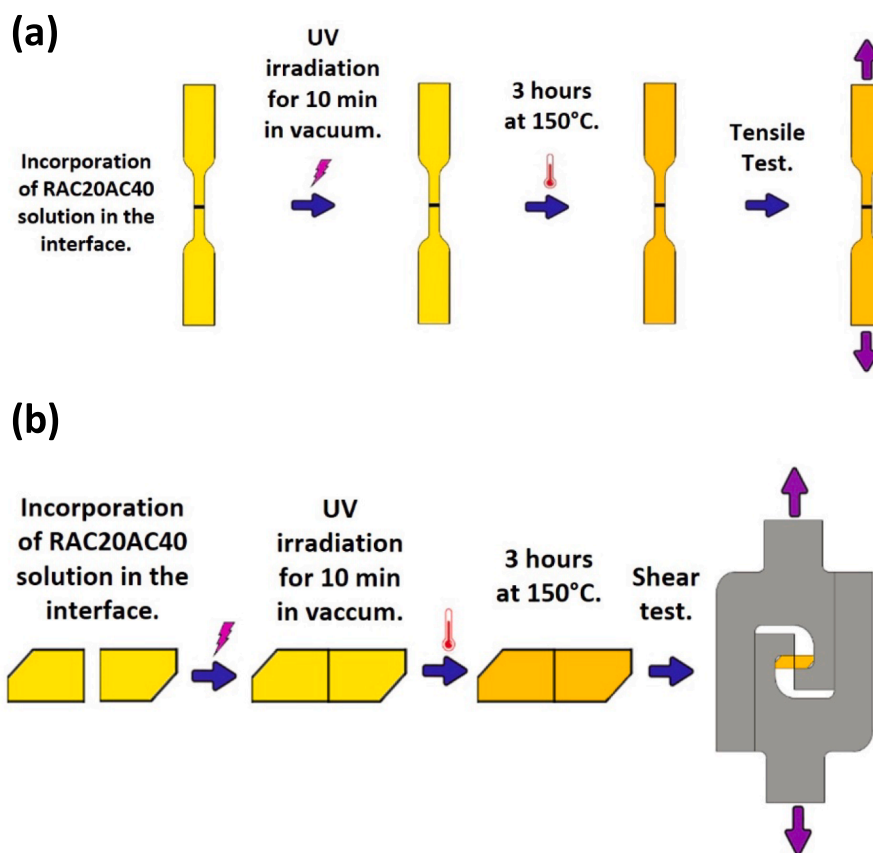 (a)
Incorporation
of RAC20AC40
solution in the
interface.
UV
irradiation
for 10 min
in vacuum.
3 hours
at 150°C.
Tensile
Test.
(b)
Incorporation
of RAC20AC40
solution in the
interface.
UV
irradiation
for 10 min
in vaccum.
3 hours
at 150°C.
Shear
test.